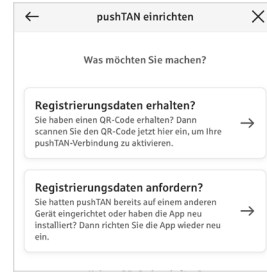 pushTAN einrichten
Was möchten Sie machen?
Registrierungsdaten erhalten?
Sie haben einen QR-Code erhalten? Dann
scannen Sie den QR-Code jetzt hier ein, um Ihre
pushTAN-Verbindung zu aktivieren.
Registrierungsdaten anfordern?
Sie hatten pushTAN bereits auf einem anderen
Gerät eingerichtet oder haben die App neu
installiert? Dann richten Sie die App wieder neu
ein.